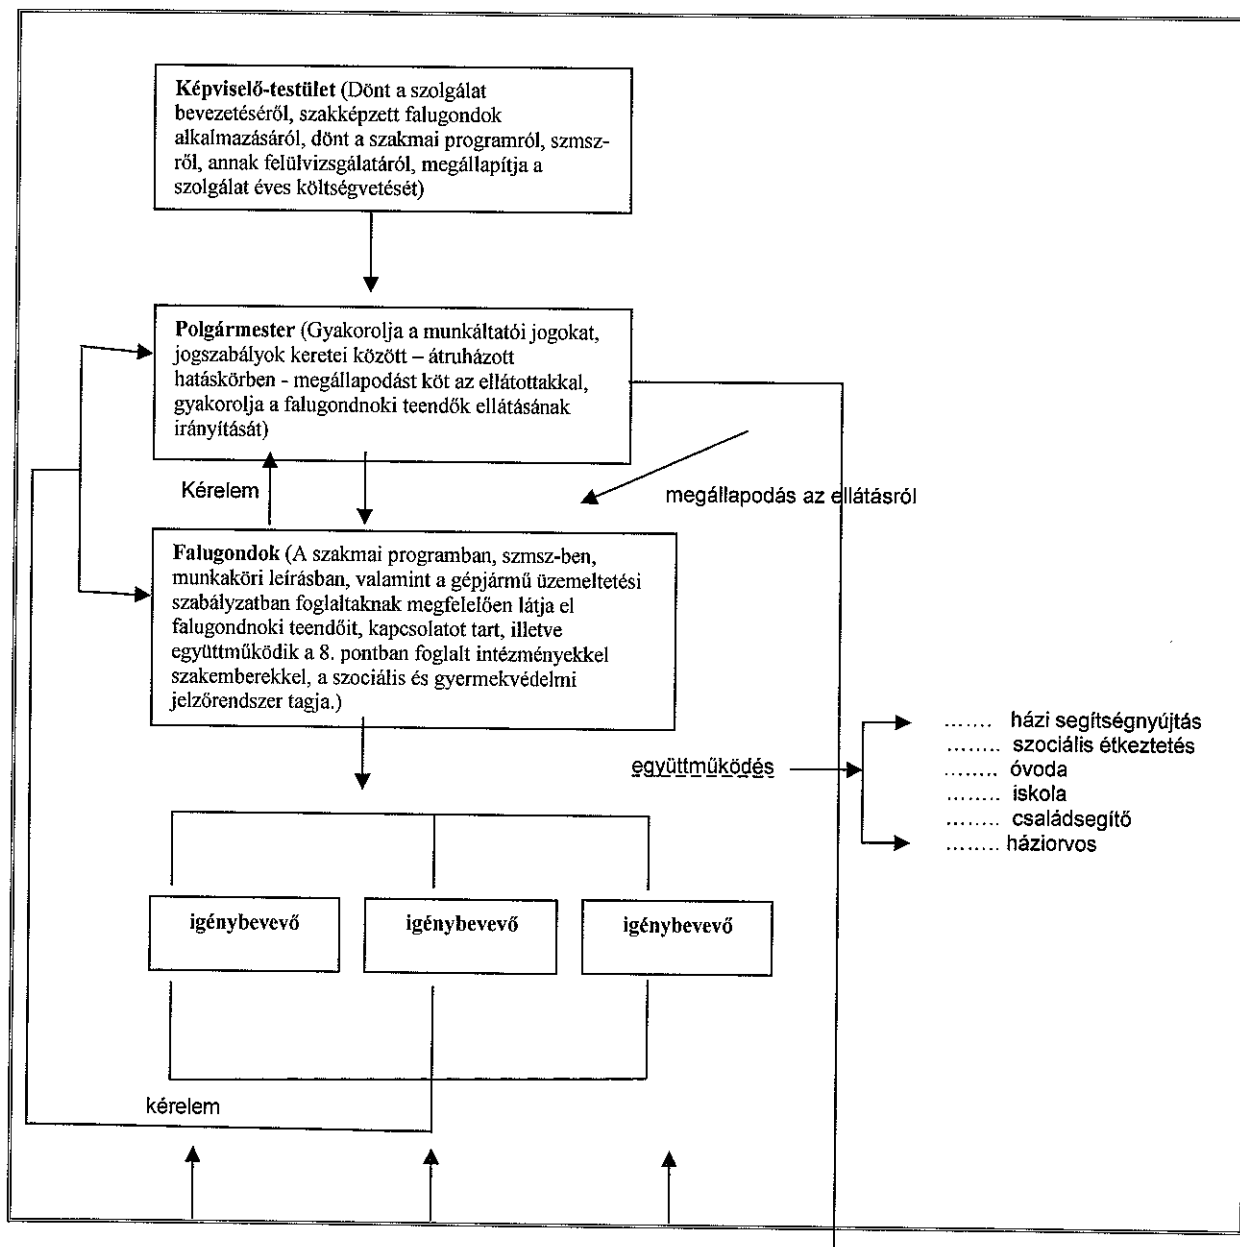 Képviselő-testület (Dönt a szolgálat
bevezetéséről, szakképzett falugondok
alkalmazásáról, dönt a szakmai programról, szmsz-
ről, annak felülvizsgálatáról, megállapítja a
szolgálat éves költségvetését)
Polgármester (Gyakorolja a munkáltatói jogokat,
jogszabályok keretei között – átruházott
hatáskörben - megállapodást köt az ellátottakkal,
gyakorolja a falugondnoki teendők ellátásának
irányítását)
Kérelem
megállapodás az ellátásról
Falugondok (A szakmai programban, szmsz-ben,
munkaköri leírásban, valamint a gépjármű üzemeltetési
szabályzatban foglaltaknak megfelelően látja el
falugondnoki teendőit, kapcsolatot tart, illetve
együttműködik a 8. pontban foglalt intézményekkel
szakemberekkel, a szociális és gyermekvédelmi
jelzőrendszer tagja.)
együttműködés
....... házi segítségnyújtás
........ szociális étkeztetés
........ óvoda
........ iskola
........ családsegítő
........ háziorvos
igénybevevő
igénybevevő
igénybevevő
kérelem